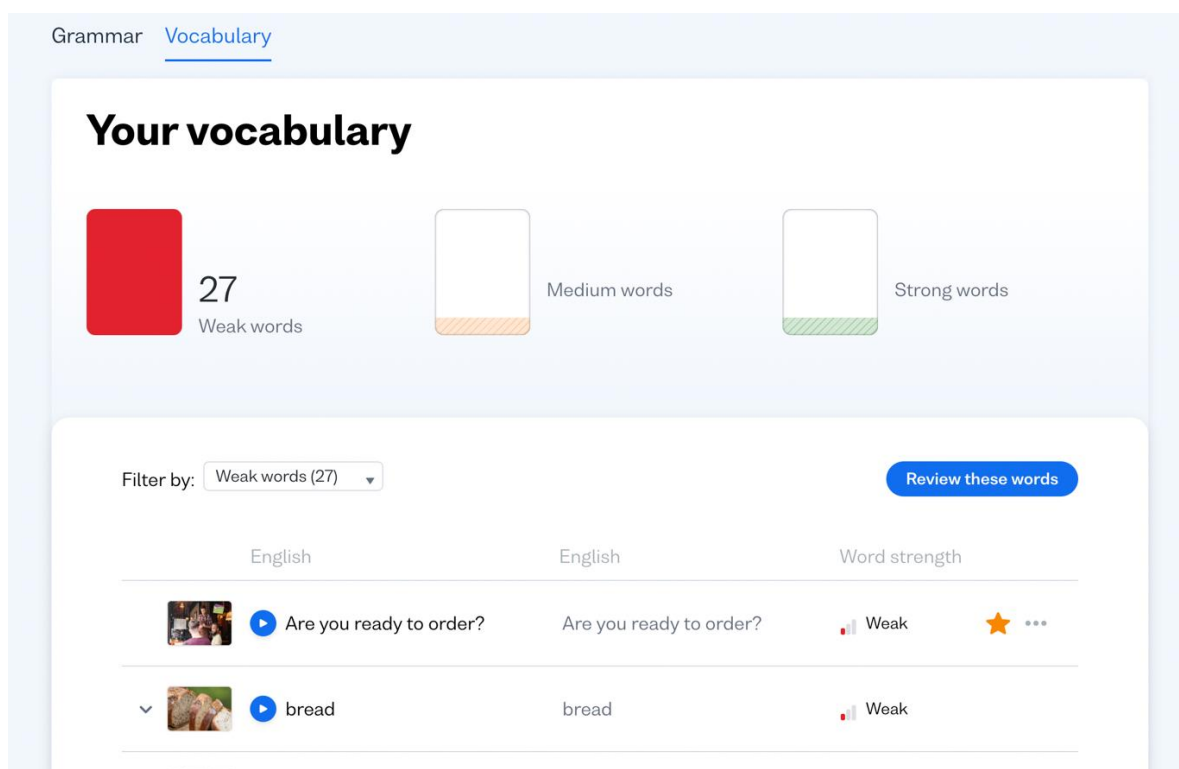 Grammar Vocabulary
Your vocabulary
27
Weak words
Medium words
Strong words
Filter by: Weak words (27)
Review these words
English English Word strength
Are you ready to order? Are you ready to order? Weak
bread bread Weak